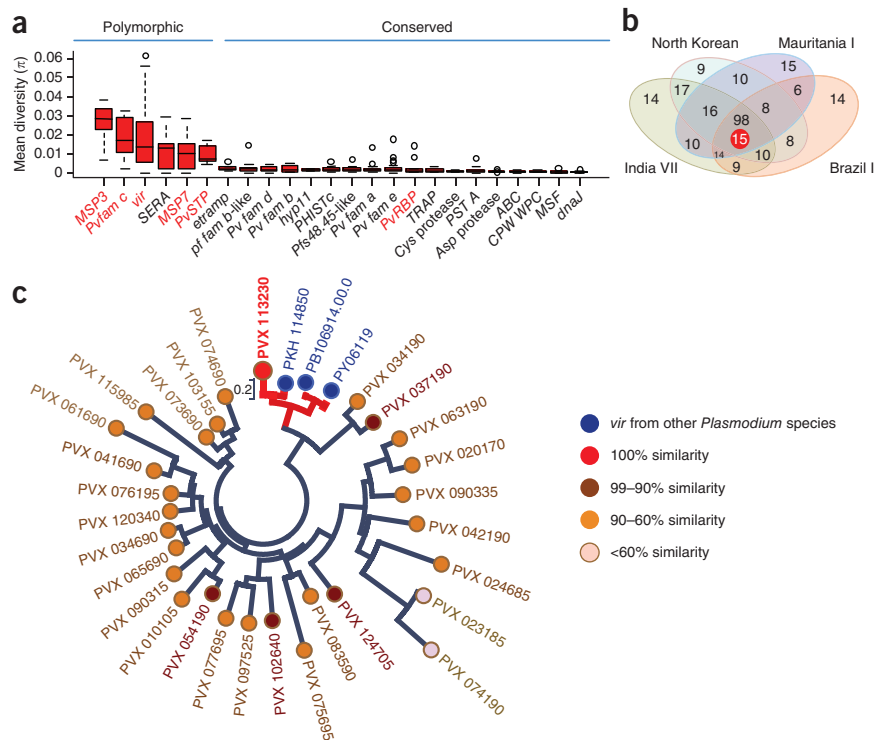 a
Polymorphic
Conserved
Mean diversity (π)
0.06
0.05
0.04
0.03
0.02
0.01
0
MSP3
Pvfam c
vir
SERA
MSP7
PvSTP
etramp
pf fam b-like
Pv fam d
Pv fam b
hyp11
PHISTc
Pfs48.45-like
Pv fam a
Pv fam e
PvRBP
TRAP
Cys protease
PST A
Asp protease
ABC
CPW WPC
MSF
dnaJ
b
North Korean
Mauritania I
India VII
Brazil I
9
15
14
17
10
6
14
16
8
98
15
10
14
10
8
9
c
0.2
PVX 113230
PKH 114850
PB106914.00.0
PY06119
PVX 034190
PVX 037190
PVX 063190
PVX 020170
PVX 090335
PVX 042190
PVX 024685
PVX 023185
PVX 074190
PVX 124705
PVX 083590
PVX 075695
PVX 102640
PVX 097525
PVX 077695
PVX 054190
PVX 010105
PVX 090315
PVX 065690
PVX 034690
PVX 120340
PVX 076195
PVX 041690
PVX 061690
PVX 115985
PVX 073690
PVX 103155
PVX 074690
vir from other Plasmodium species
100% similarity
99–90% similarity
90–60% similarity
<60% similarity